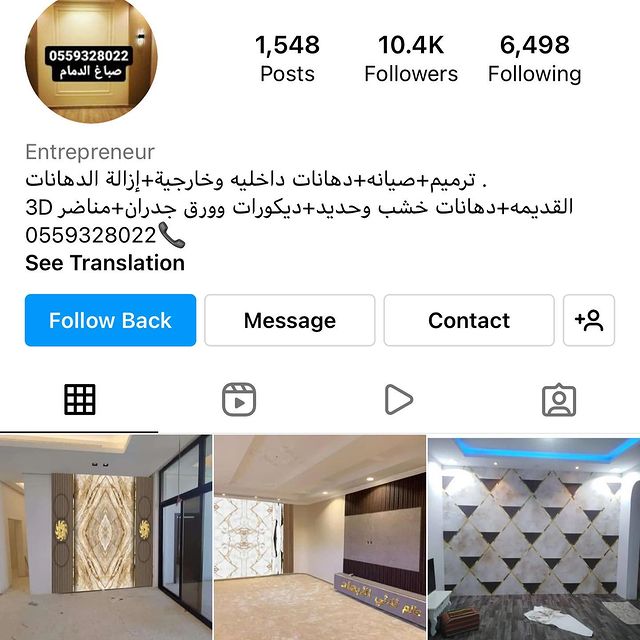 0559328022
صباغ الدمام
1,548
Posts
10.4K
Followers
6,498
Following
Entrepreneur
. ترميم+صيانه+دهانات داخليه وخارجية+إزالة الدهانات
القديمه+دهانات خشب وحديد+ديكورات وورق جدران+مناضر 3D
0559328022📞
See Translation
Follow Back
Message
Contact